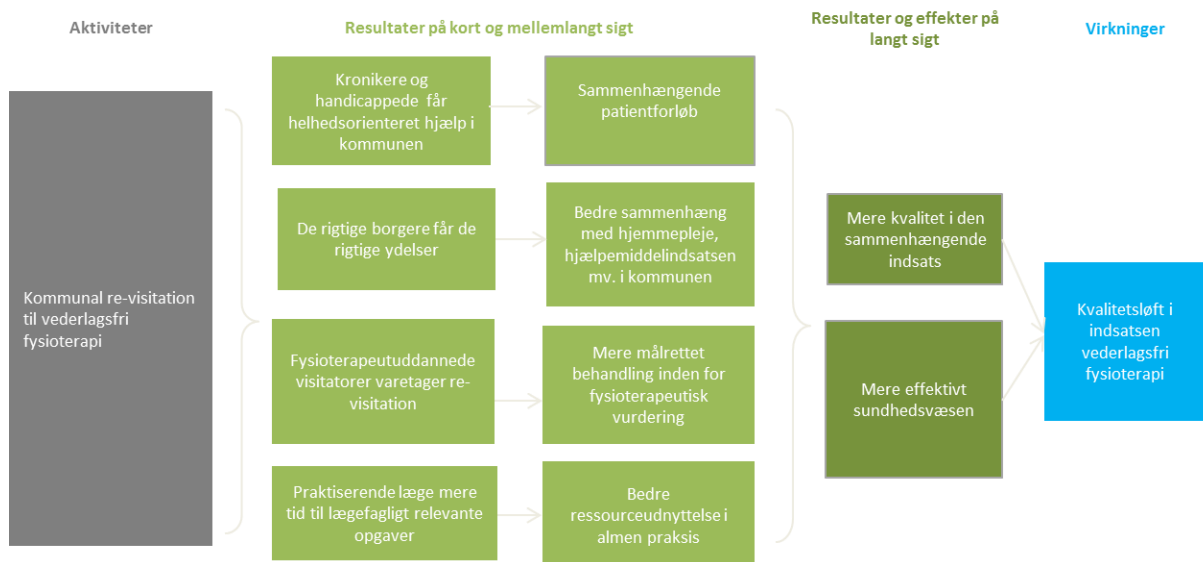 Aktiviteter
Resultater på kort og mellemlangt sigt
Resultater og effekter på
langt sigt
Virkninger
Kommunal re-visitation
til vederlagsfri
fysioterapi
Kronikere og
handicappede får
helhedsorienteret hjælp i
kommunen
Sammenhængende
patientforløb
De rigtige borgere får de
rigtige ydelser
Bedre sammenhæng
med hjemmepleje,
hjælpemiddelindsatsen
mv. i kommunen
Fysioterapeutuddannede
visitatorer varetager re-
visitation
Mere målrettet
behandling inden for
fysioterapeutisk
vurdering
Praktiserende læge mere
tid til lægefagligt relevante
opgaver
Bedre
ressourceudnyttelse i
almen praksis
Mere kvalitet i den
sammenhængende
indsats
Mere effektivt
sundhedsvæsen
Kvalitetsløft i
indsatsen
vederlagsfri
fysioterapi